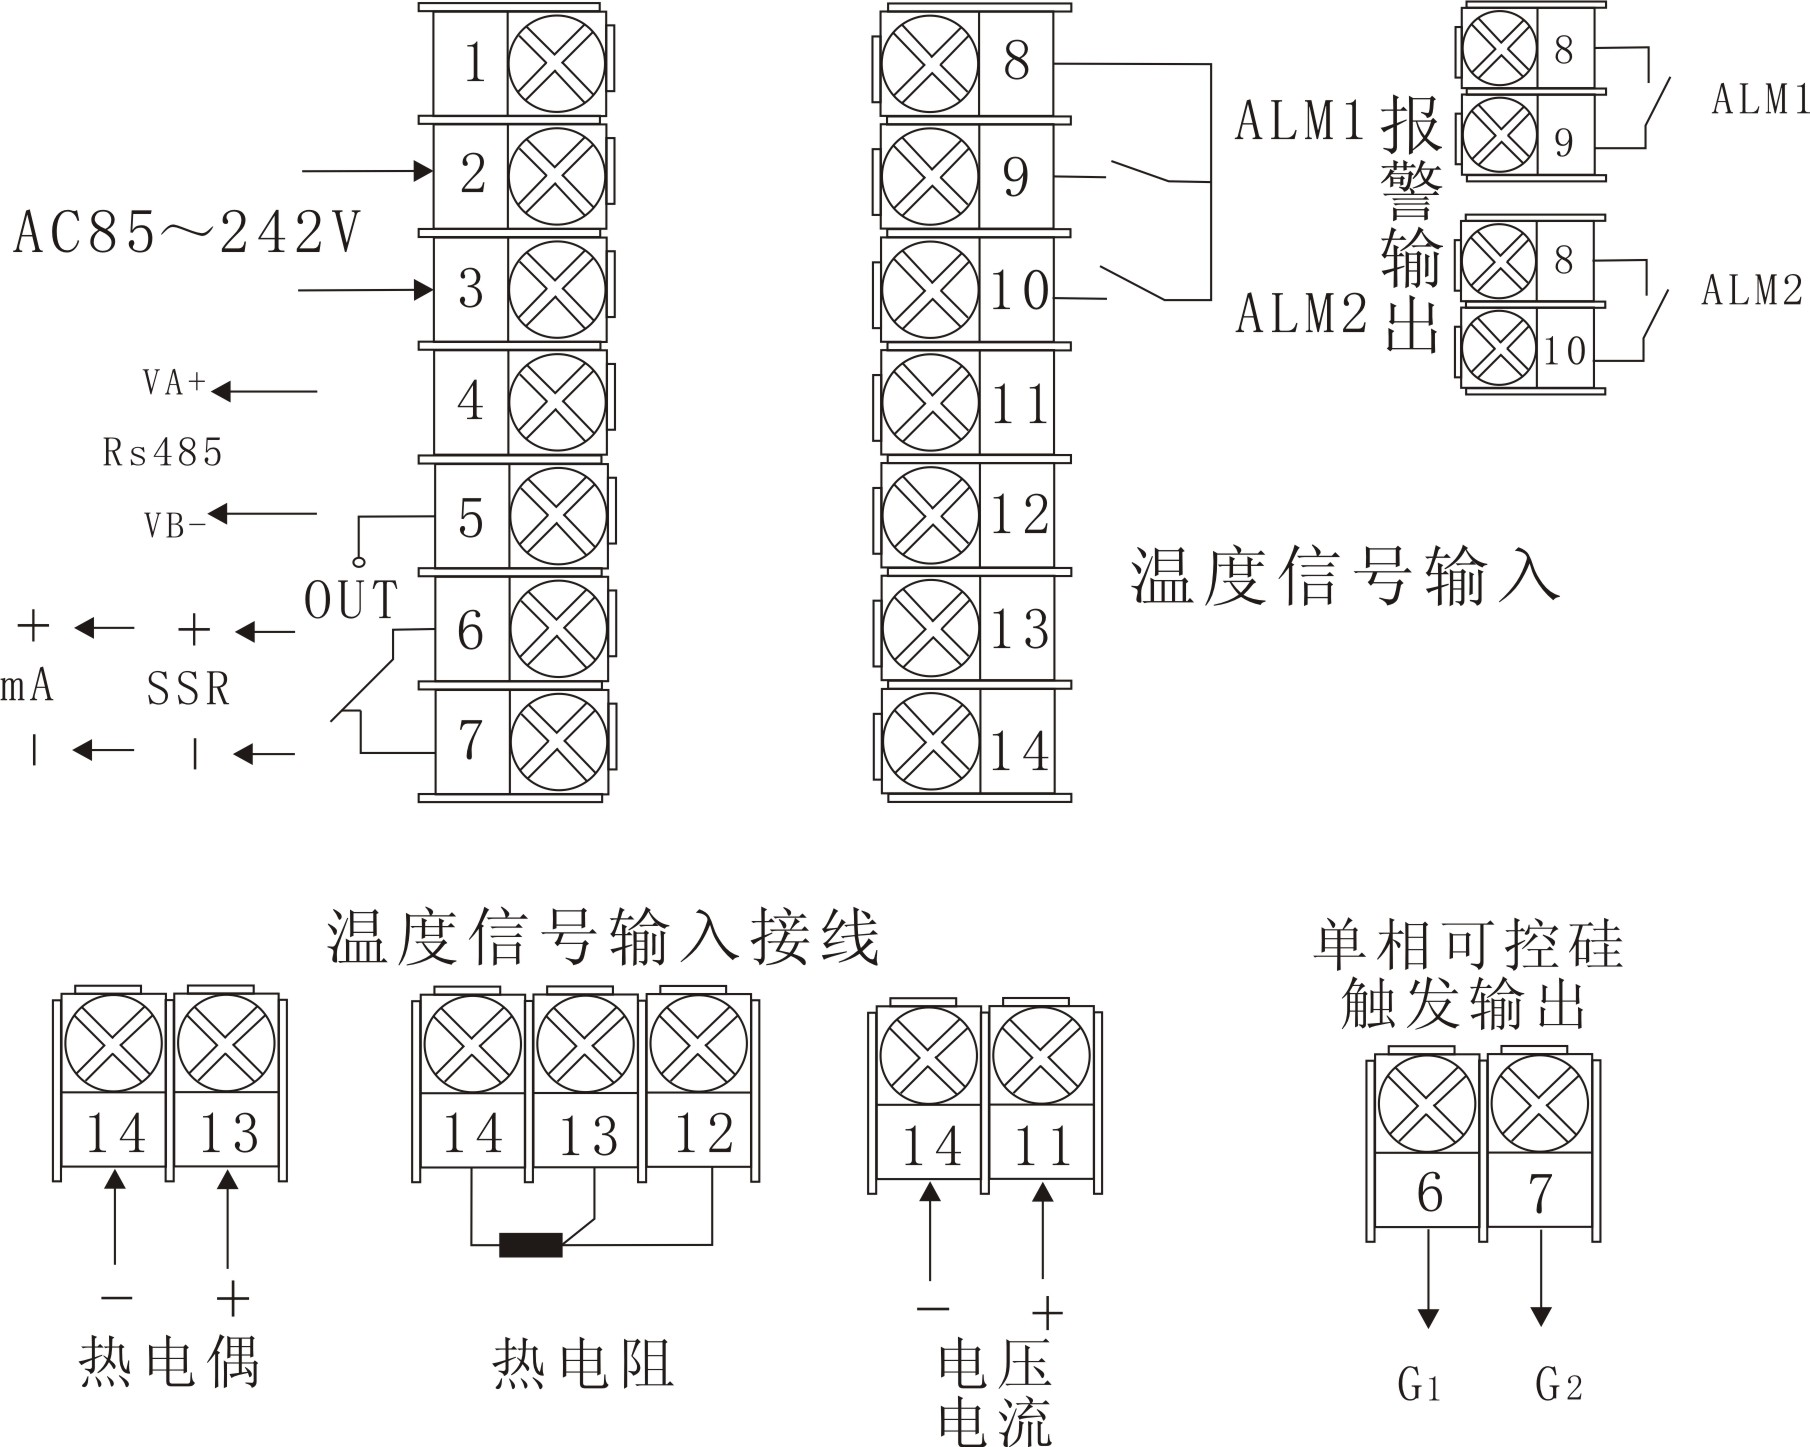 1
2
3
4
5
6
7
AC85～242V
VA+
Rs485
VB-
OUT
+ +
mA SSR
− −
8
9
10
11
12
13
14
ALM1
ALM2
报警输出
8
9
ALM1
8
10
ALM2
温度信号输入
温度信号输入接线
14 13
− +
热电偶
14 13 12
热电阻
14 11
− +
电压
电流
单相可控硅
触发输出
6 7
G1 G2